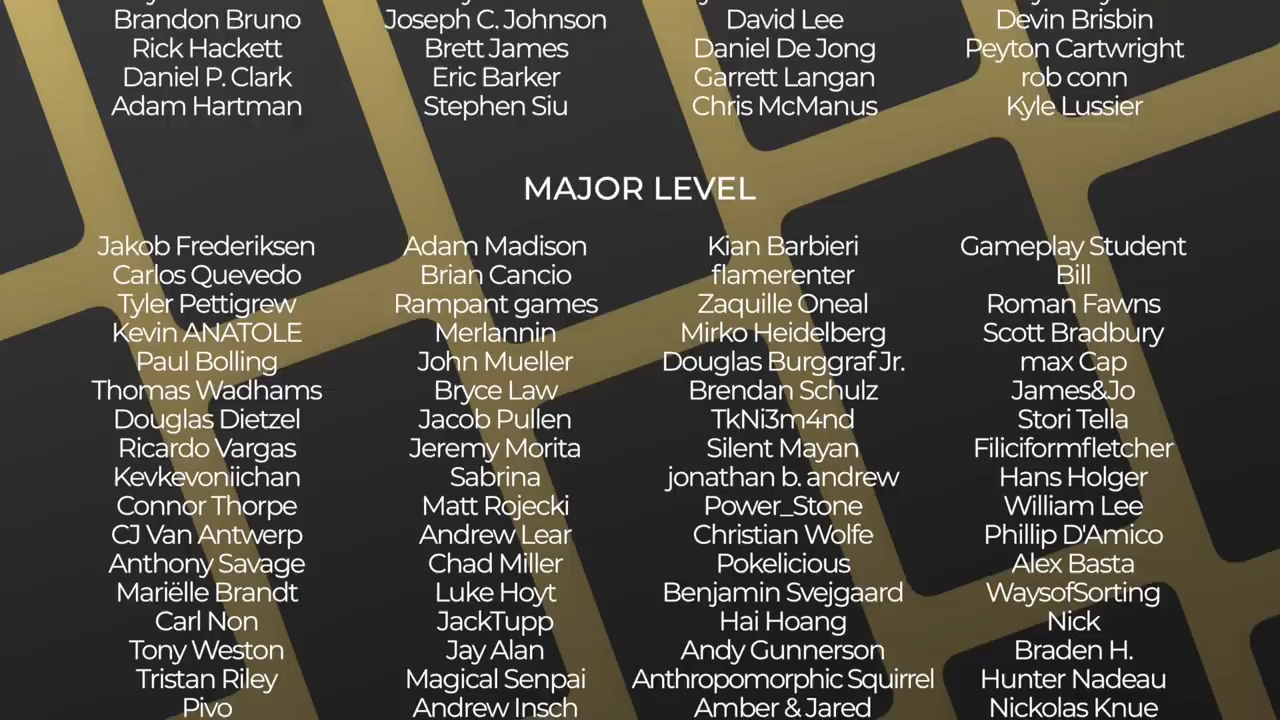 Brandon Bruno Joseph C. Johnson David Lee Devin Brisbin
Rick Hackett Brett James Daniel De Jong Peyton Cartwright
Daniel P. Clark Eric Barker Garrett Langan rob conn
Adam Hartman Stephen Siu Chris McManus Kyle Lussier
MAJOR LEVEL
Jakob Frederiksen Adam Madison Kian Barbieri Gameplay Student
Carlos Quevedo Brian Cancio flamerenter Bill
Tyler Pettigrew Rampant games Zaquille Oneal Roman Fawns
Kevin ANATOLE Merlannin Mirko Heidelberg Scott Bradbury
Paul Bolling John Mueller Douglas Burggraf Jr. max Cap
Thomas Wadhams Bryce Law Brendan Schulz James&Jo
Douglas Dietzel Jacob Pullen TkNi3m4nd Stori Tella
Ricardo Vargas Jeremy Morita Silent Mayan Filiciformfletcher
Kevkevoniichan Sabrina jonathan b. andrew Hans Holger
Connor Thorpe Matt Rojecki Power_Stone William Lee
CJ Van Antwerp Andrew Lear Christian Wolfe Phillip D'Amico
Anthony Savage Chad Miller Pokelicious Alex Basta
Mariëlle Brandt Luke Hoyt Benjamin Svejgaard WaysofSorting
Carl Non JackTupp Hai Hoang Nick
Tony Weston Jay Alan Andy Gunnerson Braden H.
Tristan Riley Magical Senpai Anthropomorphic Squirrel Hunter Nadeau
Pivo Andrew Insch Amber & Jared Nickolas Knue